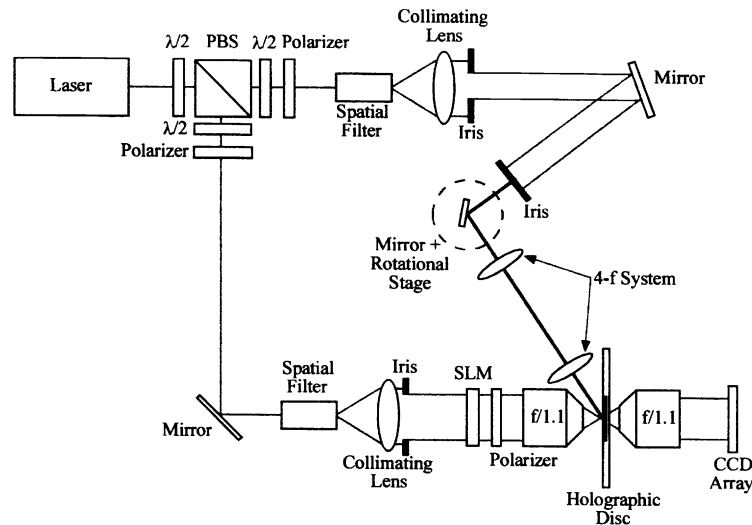 λ/2
PBS
λ/2
Polarizer
Collimating
Lens
Laser
Mirror
Spatial
Filter
Iris
λ/2
Polarizer
Iris
Mirror +
Rotational
Stage
4-f System
Spatial
Filter
Iris
SLM
f/1.1
f/1.1
Mirror
Collimating
Lens
Polarizer
CCD
Array
Holographic
Disc